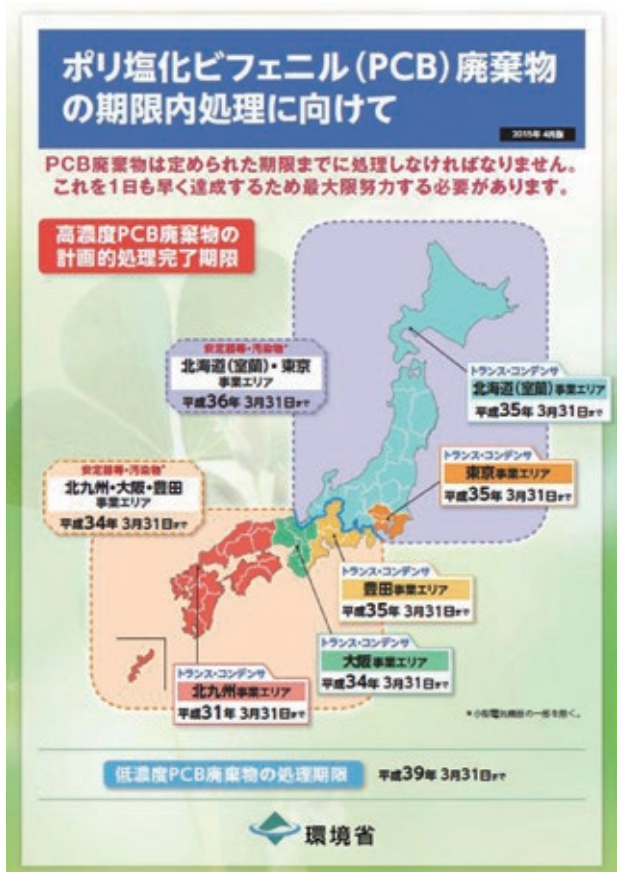 ポリ塩化ビフェニル(PCB)廃棄物
の期限内処理に向けて
2015年 4月版
PCB廃棄物は定められた期限までに処理しなければなりません。
これを1日も早く達成するため最大限努力する必要があります。
高濃度PCB廃棄物の
計画的処理完了期限
安定器等・汚染物*
北海道(室蘭)・東京
事業エリア
平成36年 3月31日まで
トランス・コンデンサ
北海道(室蘭)事業エリア
平成35年 3月31日まで
安定器等・汚染物*
北九州・大阪・豊田
事業エリア
平成34年 3月31日まで
トランス・コンデンサ
東京事業エリア
平成35年 3月31日まで
トランス・コンデンサ
豊田事業エリア
平成35年 3月31日まで
トランス・コンデンサ
大阪事業エリア
平成34年 3月31日まで
トランス・コンデンサ
北九州事業エリア
平成31年 3月31日まで
*小型電気機器の一部を除く。
低濃度PCB廃棄物の処理期限 平成39年 3月31日まで
環境省